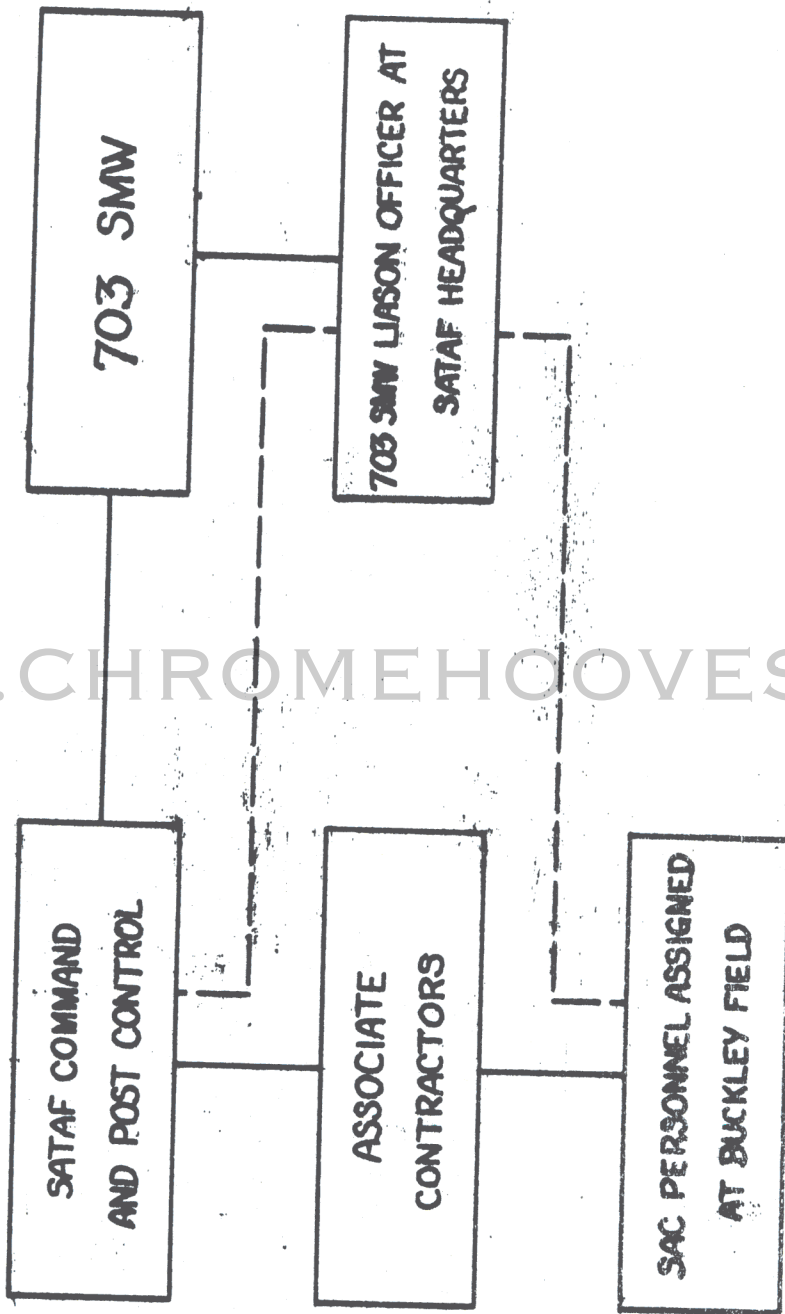 SATAF COMMAND
AND POST CONTROL
703 SMW
ASSOCIATE
CONTRACTORS
703 SMW LIASON OFFICER AT
SATAF HEADQUARTERS
SAC PERSONNEL ASSIGNED
AT BUCKLEY FIELD
.CHROMEHOOVES